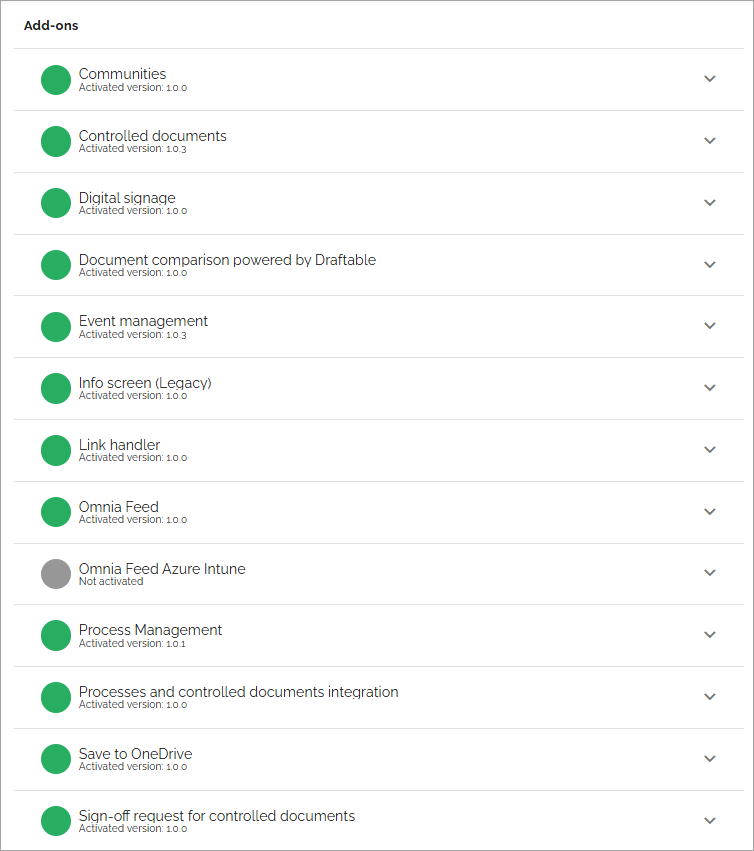 Add-ons
Communities
Activated version: 1.0.0
Controlled documents
Activated version: 1.0.3
Digital signage
Activated version: 1.0.0
Document comparison powered by Draftable
Activated version: 1.0.0
Event management
Activated version: 1.0.3
Info screen (Legacy)
Activated version: 1.0.0
Link handler
Activated version: 1.0.0
Omnia Feed
Activated version: 1.0.0
Omnia Feed Azure Intune
Not activated
Process Management
Activated version: 1.0.1
Processes and controlled documents integration
Activated version: 1.0.0
Save to OneDrive
Activated version: 1.0.0
Sign-off request for controlled documents
Activated version: 1.0.0